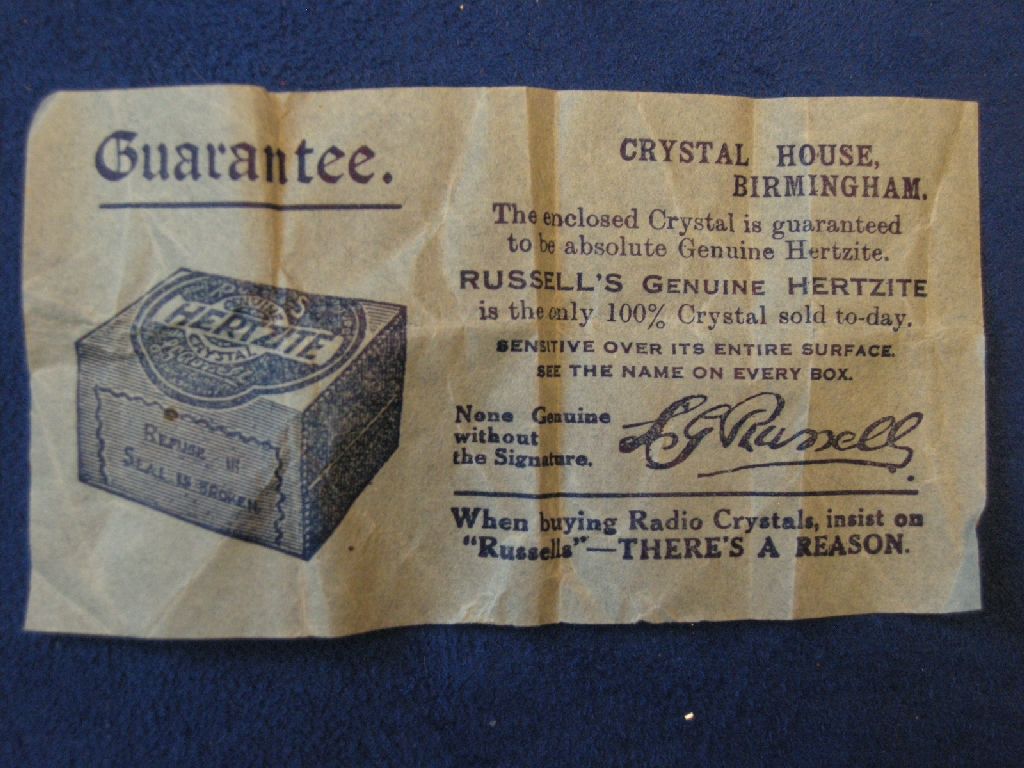 Guarantee.
HERTZITE
CRYSTAL
REFUSE IF
SEAL IS BROKEN
CRYSTAL HOUSE,
BIRMINGHAM.
The enclosed Crystal is guaranteed
to be absolute Genuine Hertzite.
RUSSELL'S GENUINE HERTZITE
is the only 100% Crystal sold to-day.
SENSITIVE OVER ITS ENTIRE SURFACE.
SEE THE NAME ON EVERY BOX.
None Genuine
without
the Signature.
L G Russell
When buying Radio Crystals, insist on
"Russells"—THERE'S A REASON.